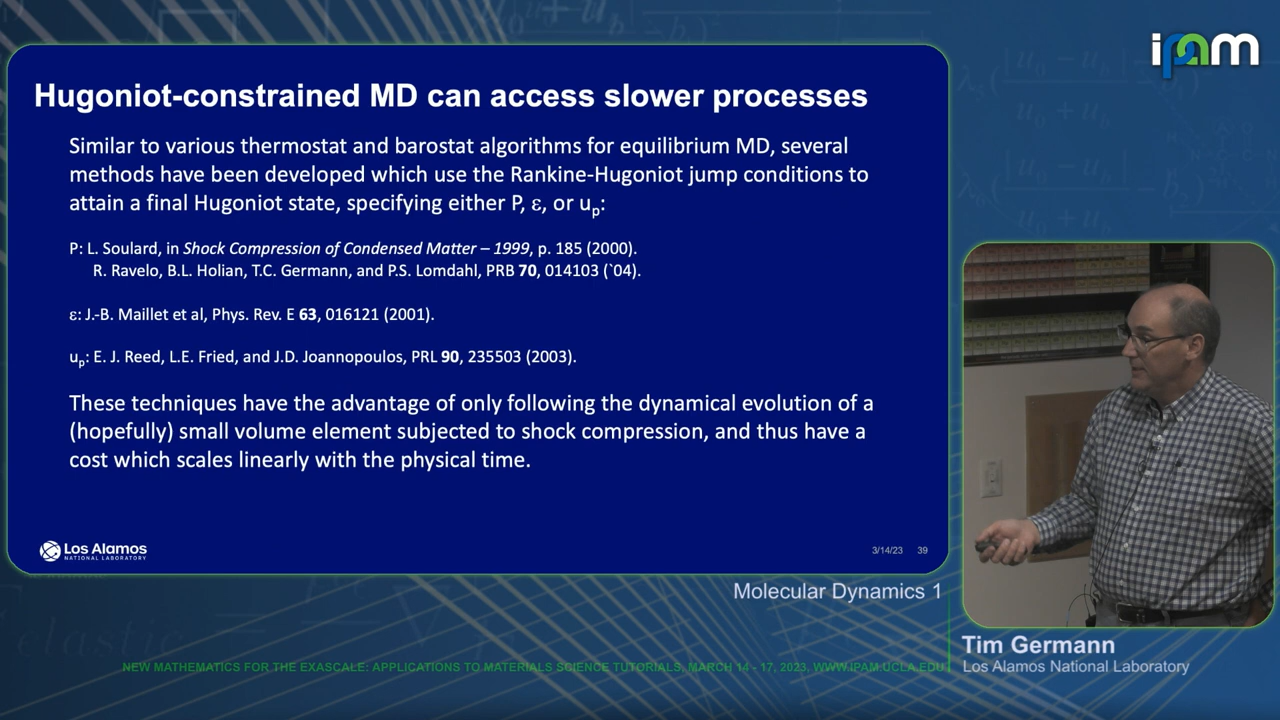 ipam
Hugoniot-constrained MD can access slower processes
Similar to various thermostat and barostat algorithms for equilibrium MD, several
methods have been developed which use the Rankine-Hugoniot jump conditions to
attain a final Hugoniot state, specifying either P, ε, or up:
P: L. Soulard, in Shock Compression of Condensed Matter – 1999, p. 185 (2000).
R. Ravelo, B.L. Holian, T.C. Germann, and P.S. Lomdahl, PRB 70, 014103 (`04).
ε: J.-B. Maillet et al, Phys. Rev. E 63, 016121 (2001).
up: E. J. Reed, L.E. Fried, and J.D. Joannopoulos, PRL 90, 235503 (2003).
These techniques have the advantage of only following the dynamical evolution of a
(hopefully) small volume element subjected to shock compression, and thus have a
cost which scales linearly with the physical time.
Los Alamos
NATIONAL LABORATORY
3/14/23 39
Molecular Dynamics 1
Tim Germann
Los Alamos National Laboratory
NEW MATHEMATICS FOR THE EXASCALE: APPLICATIONS TO MATERIALS SCIENCE TUTORIALS, MARCH 14 - 17, 2023, WWW.IPAM.UCLA.EDU
elastic